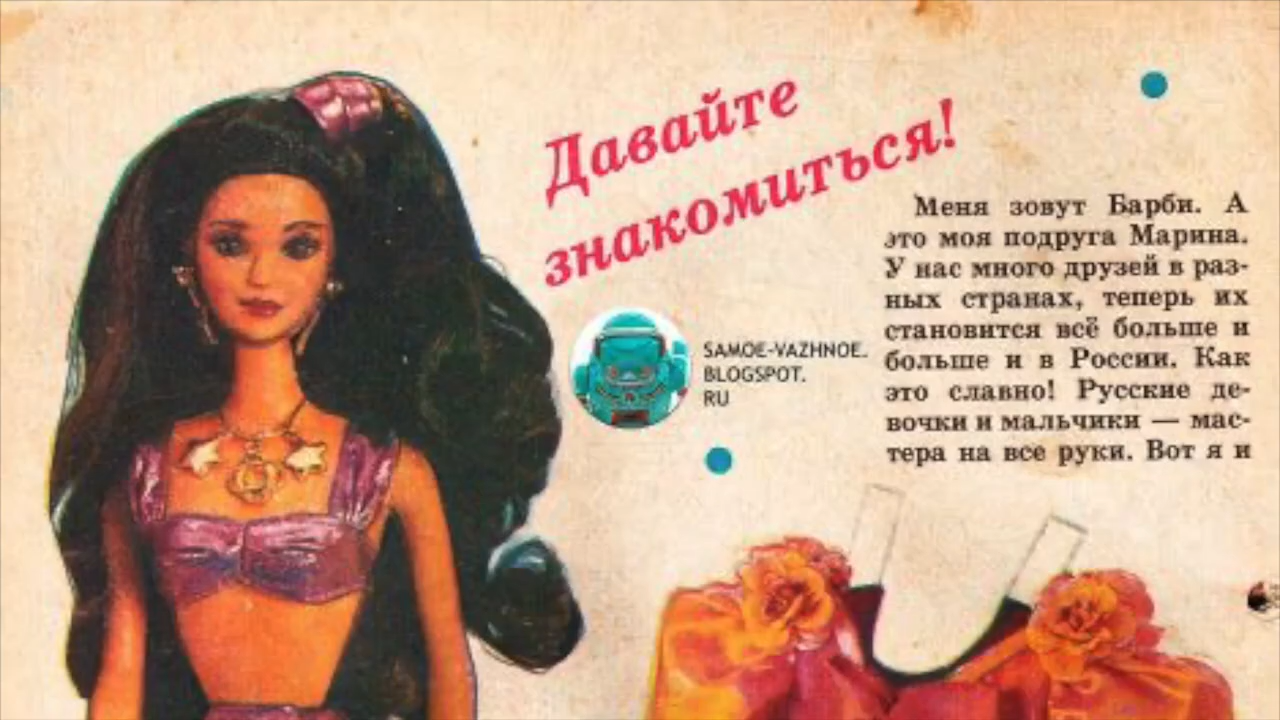 Давайте
знакомиться!
Меня зовут Барби. А
это моя подруга Марина.
У нас много друзей в раз-
ных странах, теперь их
становится всё больше и
больше и в России. Как
это славно! Русские де-
вочки и мальчики — мас-
тера на все руки. Вот я и
SAMOE-VAZHNOE.
BLOGSPOT.
RU